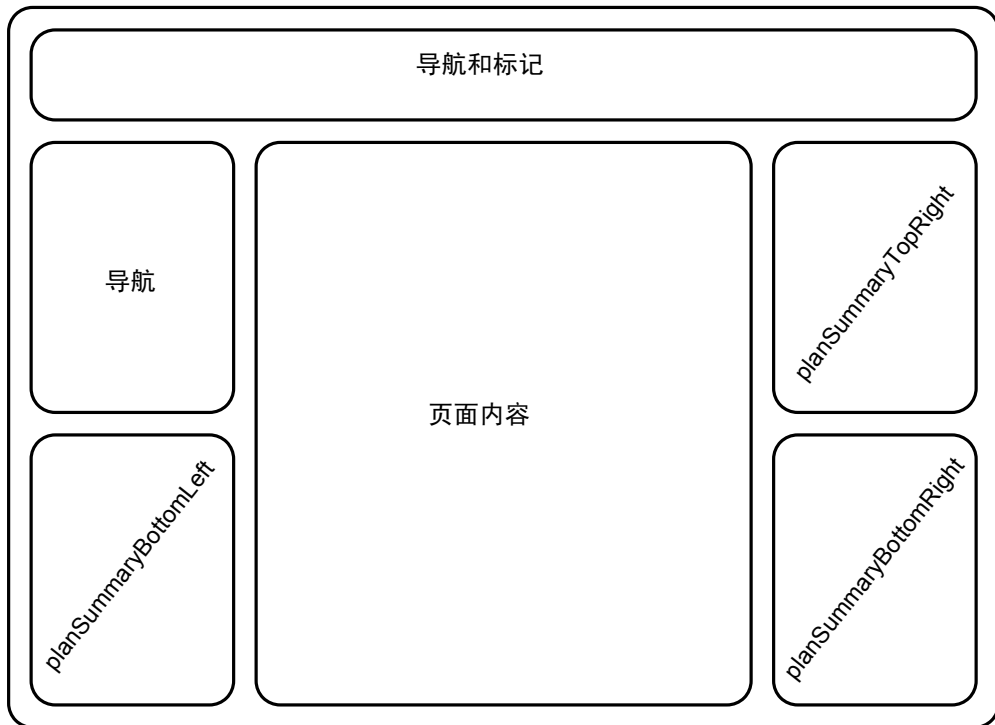 导航和标记
导航
planSummaryTopRight
页面内容
planSummaryBottomLeft
planSummaryBottomRight